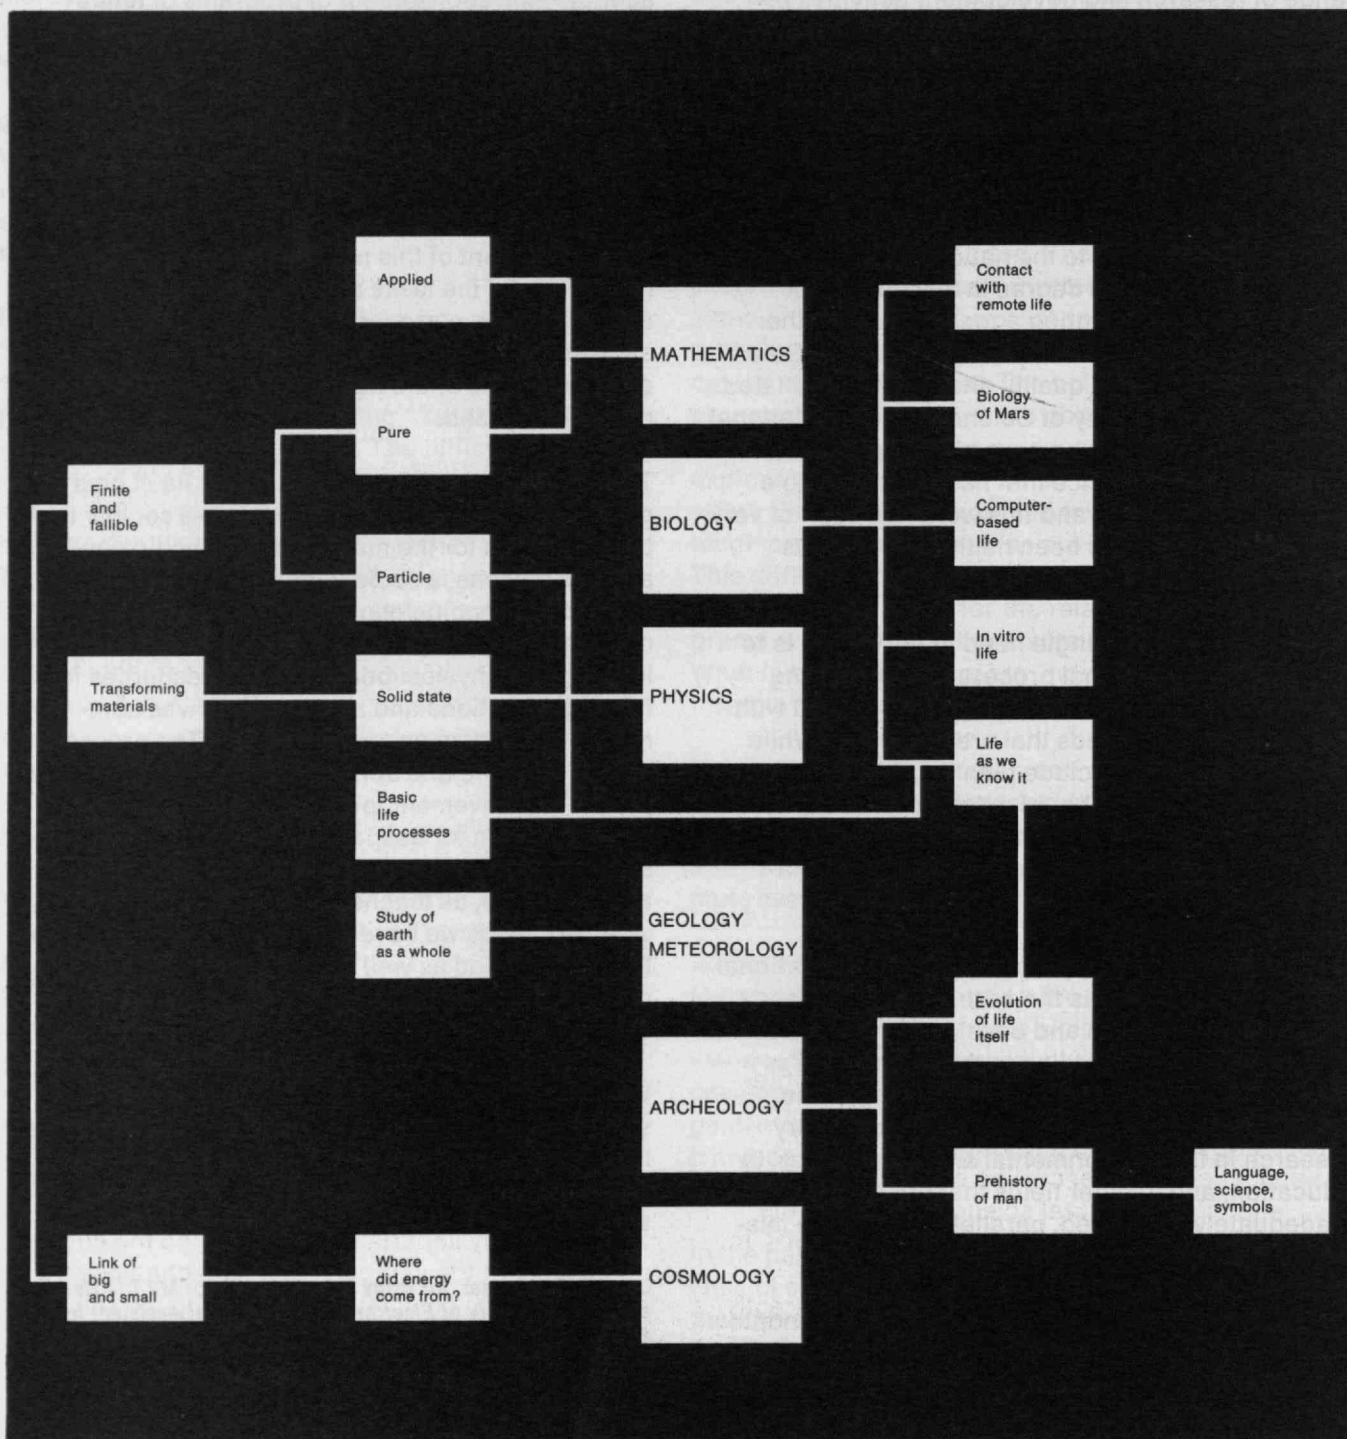 Applied
Contact
with
remote life
MATHEMATICS
Biology
of Mars
Pure
Finite
and
fallible
Computer-
based
life
BIOLOGY
Particle
In vitro
life
Transforming
materials
Solid state
PHYSICS
Life
as we
know it
Basic
life
processes
Study of
earth
as a whole
GEOLOGY
METEOROLOGY
Evolution
of life
itself
ARCHEOLOGY
Prehistory
of man
Language,
science,
symbols
Link of
big
and small
Where
did energy
come from?
COSMOLOGY